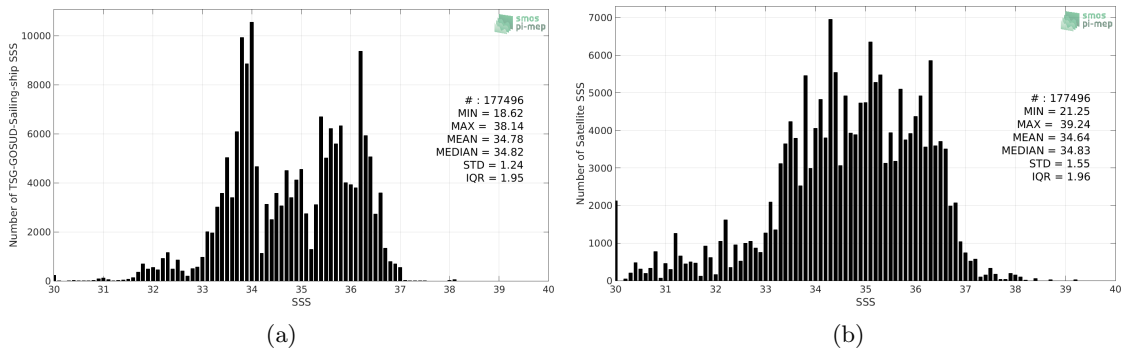 smos
pi-mep
10000
8000
6000
4000
2000
0
Number of TSG-GOSUD-Sailing-ship SSS
# : 177496
MIN = 18.62
MAX = 38.14
MEAN = 34.78
MEDIAN = 34.82
STD = 1.24
IQR = 1.95
30 31 32 33 34 35 36 37 38 39 40
SSS
(a)
smos
pi-mep
7000
6000
5000
4000
3000
2000
1000
0
Number of Satellite SSS
# : 177496
MIN = 21.25
MAX = 39.24
MEAN = 34.64
MEDIAN = 34.83
STD = 1.55
IQR = 1.96
30 31 32 33 34 35 36 37 38 39 40
SSS
(b)